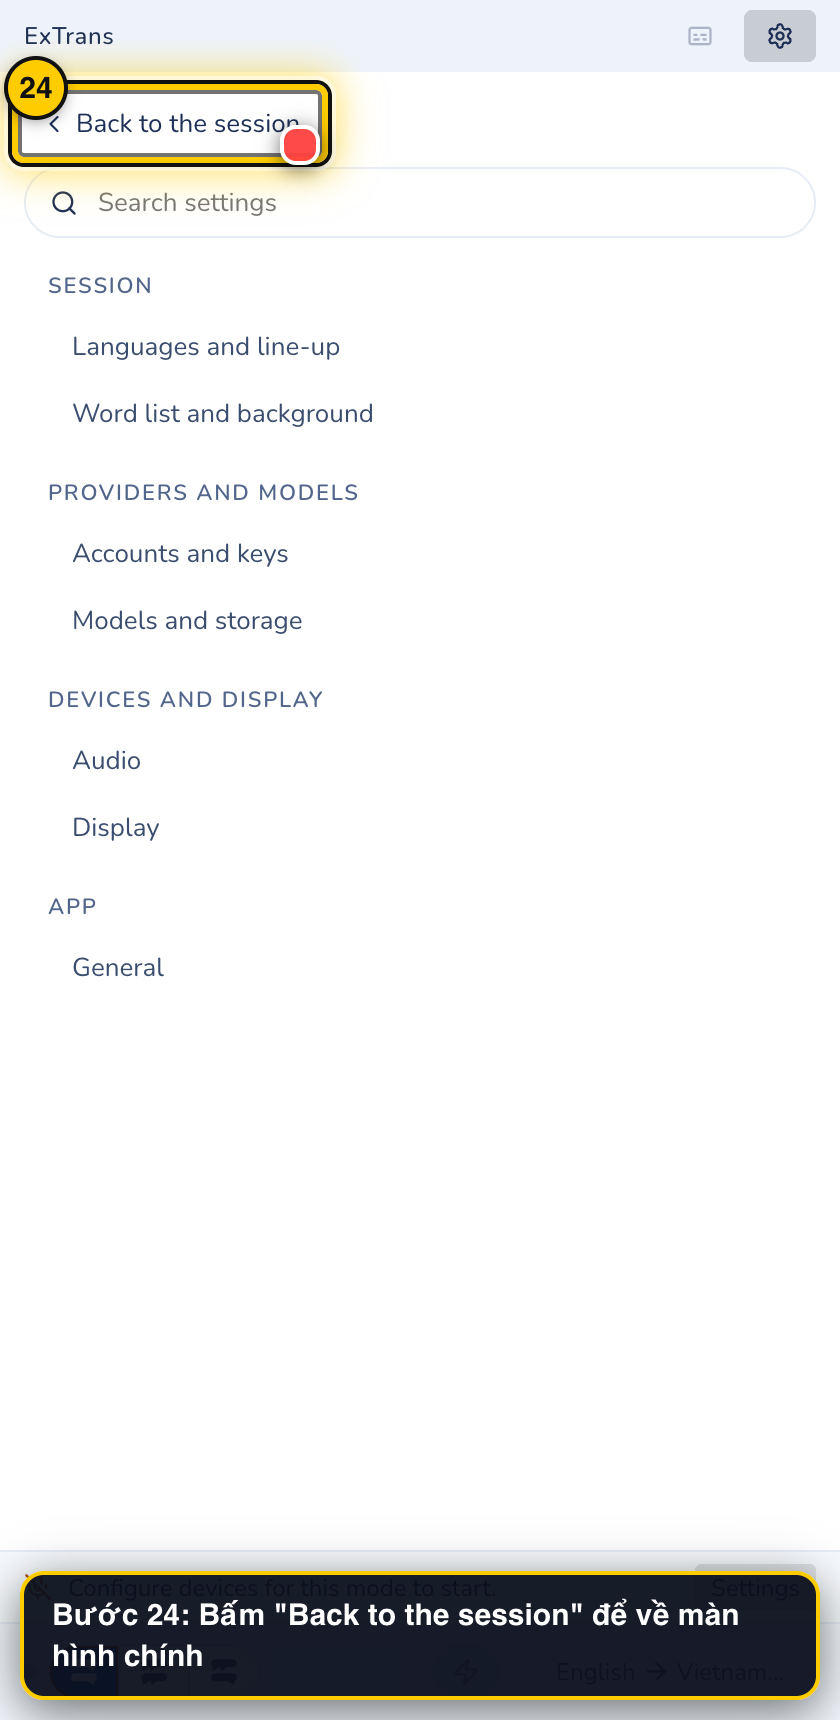 ExTrans
24
Back to the session
Search settings
SESSION
Languages and line-up
Word list and background
PROVIDERS AND MODELS
Accounts and keys
Models and storage
DEVICES AND DISPLAY
Audio
Display
APP
General
Configure devices for this mode to start.
Settings
Bước 24: Bấm "Back to the session" để về màn
hình chính
English → Vietnam...